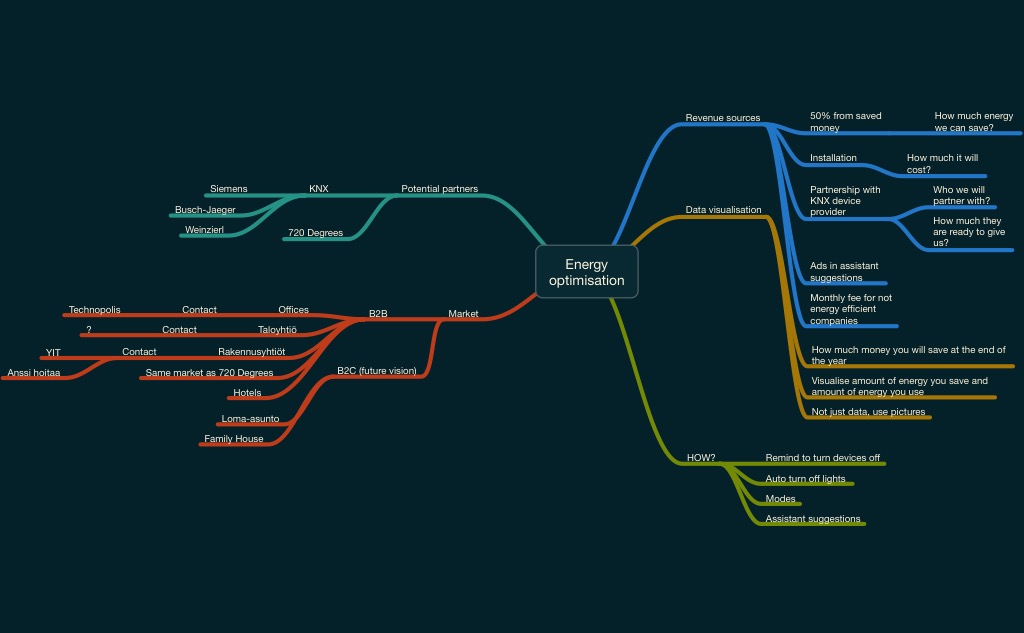 Energy
optimisation
Revenue sources
50% from saved
money
How much energy
we can save?
Installation
How much it will
cost?
Partnership with
KNX device
provider
Who we will
partner with?
How much they
are ready to give
us?
Ads in assistant
suggestions
Monthly fee for not
energy efficient
companies
Data visualisation
How much money you will save at the end of
the year
Visualise amount of energy you save and
amount of energy you use
Not just data, use pictures
HOW?
Remind to turn devices off
Auto turn off lights
Modes
Assistant suggestions
Potential partners
KNX
Siemens
Busch-Jaeger
Weinzierl
720 Degrees
Market
B2B
Offices
Contact
Technopolis
Taloyhtiö
Contact
?
Rakennusyhtiöt
Contact
YIT
Anssi hoitaa
Same market as 720 Degrees
Hotels
B2C (future vision)
Loma-asunto
Family House